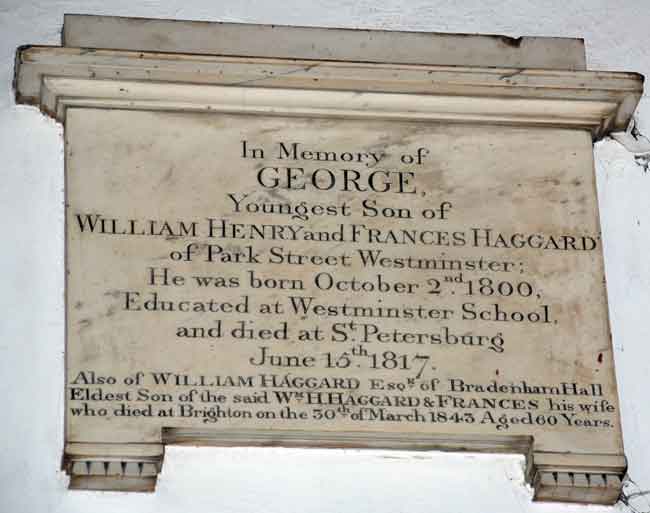 In Memory of
GEORGE,
Youngest Son of
WILLIAM HENRY and FRANCES HAGGARD
of Park Street Westminster;
He was born October 2nd. 1800,
Educated at Westminster School,
and died at St. Petersburg
June 15th. 1817.
Also of WILLIAM HAGGARD Esqre. of Bradenham Hall
Eldest Son of the said Wm. H. HAGGARD & FRANCES his wife
who died at Brighton on the 30th. of March 1843 Aged 60 Years.